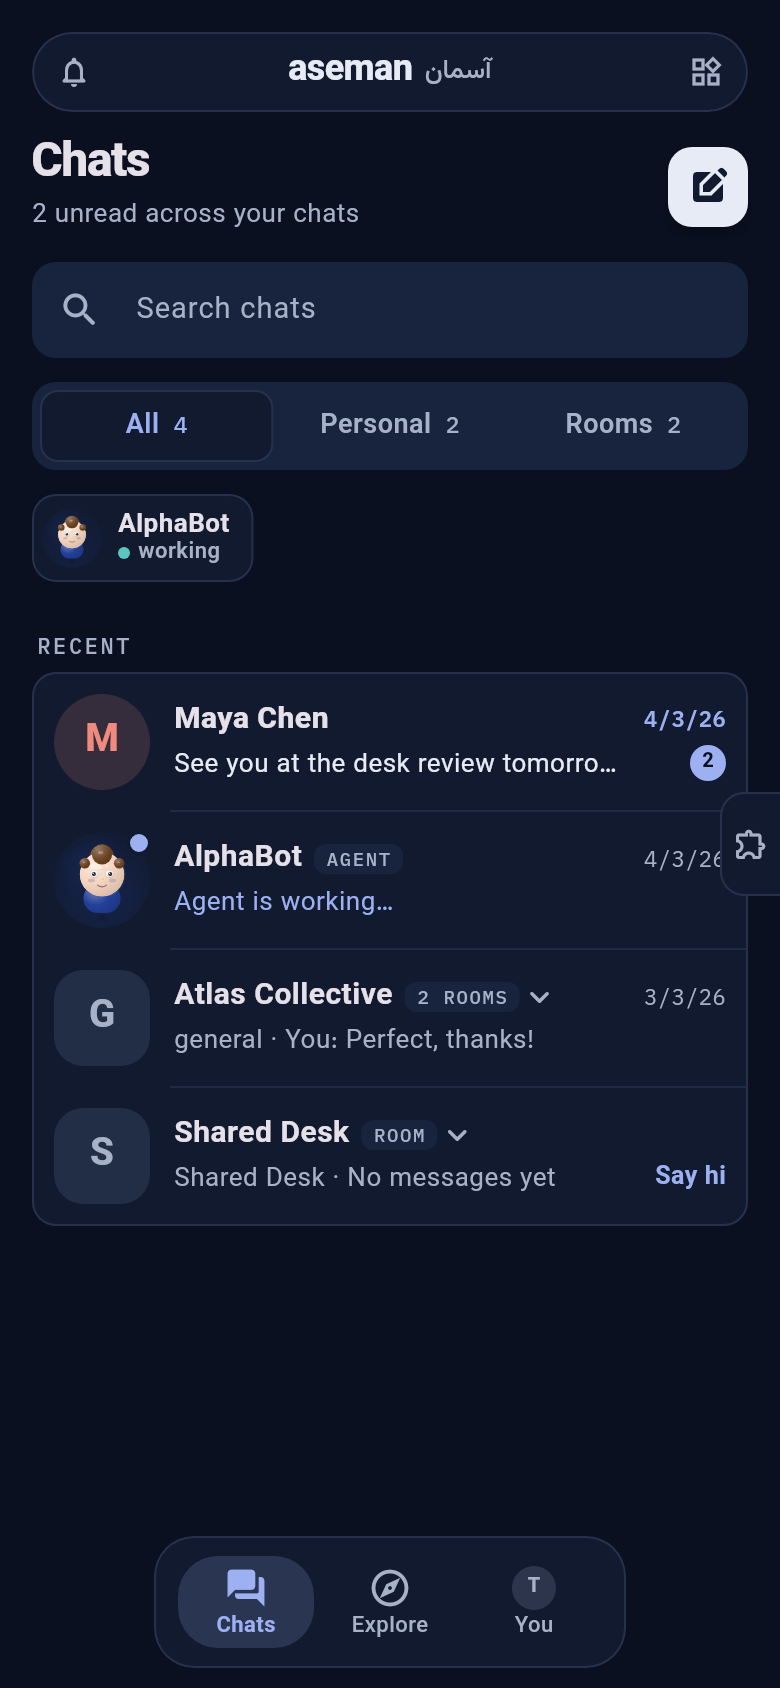 aseman آسمان
Chats
2 unread across your chats
Search chats
All 4 Personal 2 Rooms 2
AlphaBot
working
RECENT
M
Maya Chen 4/3/26
See you at the desk review tomorro… 2
AlphaBot AGENT 4/3/26
Agent is working…
G
Atlas Collective 2 ROOMS 3/3/26
general · You: Perfect, thanks!
S
Shared Desk ROOM
Shared Desk · No messages yet Say hi
T
Chats Explore You